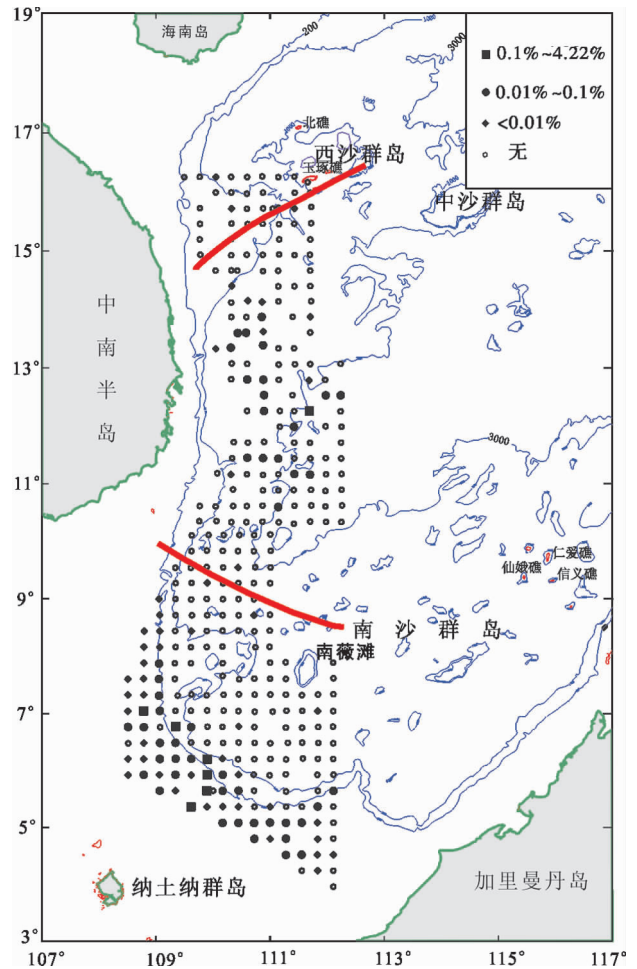 19°
17°
15°
13°
11°
9°
7°
5°
3°
107°
109°
111°
113°
115°
117°
海南岛
200
1000
3000
0.1%~4.22%
0.01%~0.1%
<0.01%
无
北礁
西沙群岛
玉琢礁
中沙群岛
中
南
半
岛
3000
仁爱礁
仙娥礁
信义礁
南沙群岛
南薇滩
纳土纳群岛
加里曼丹岛